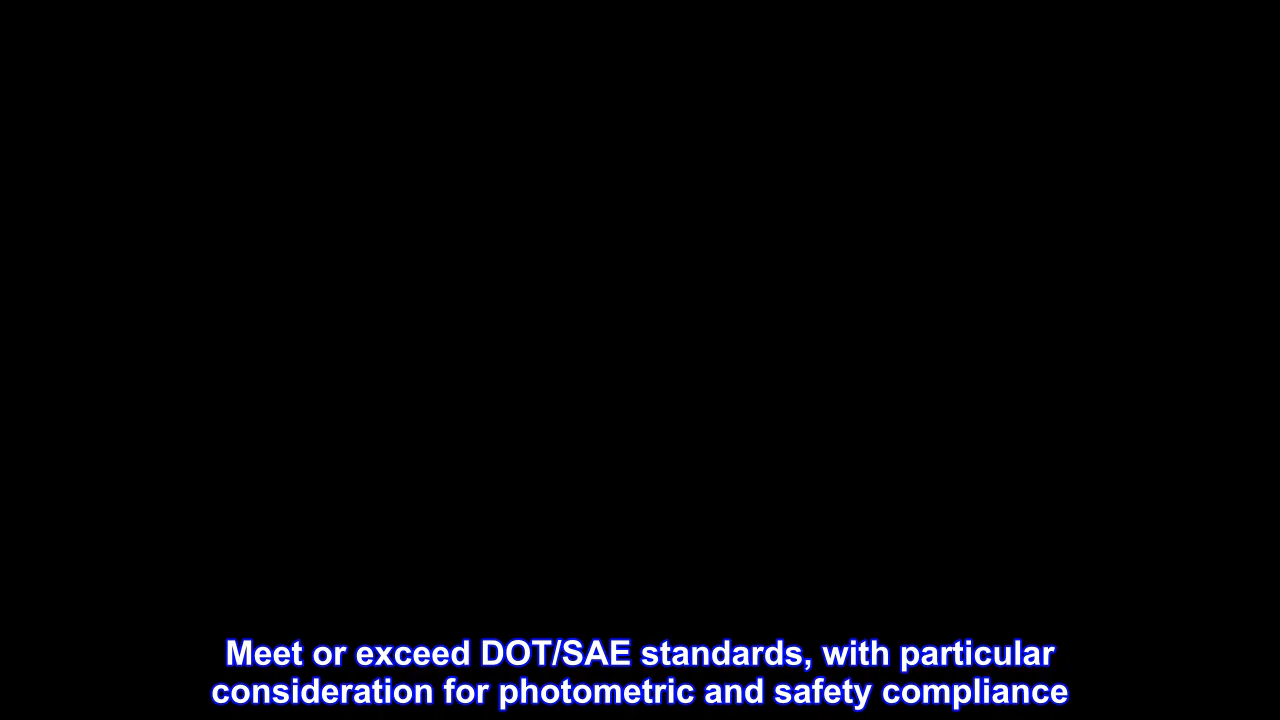 Meet or exceed DOT/SAE standards, with particular
consideration for photometric and safety compliance